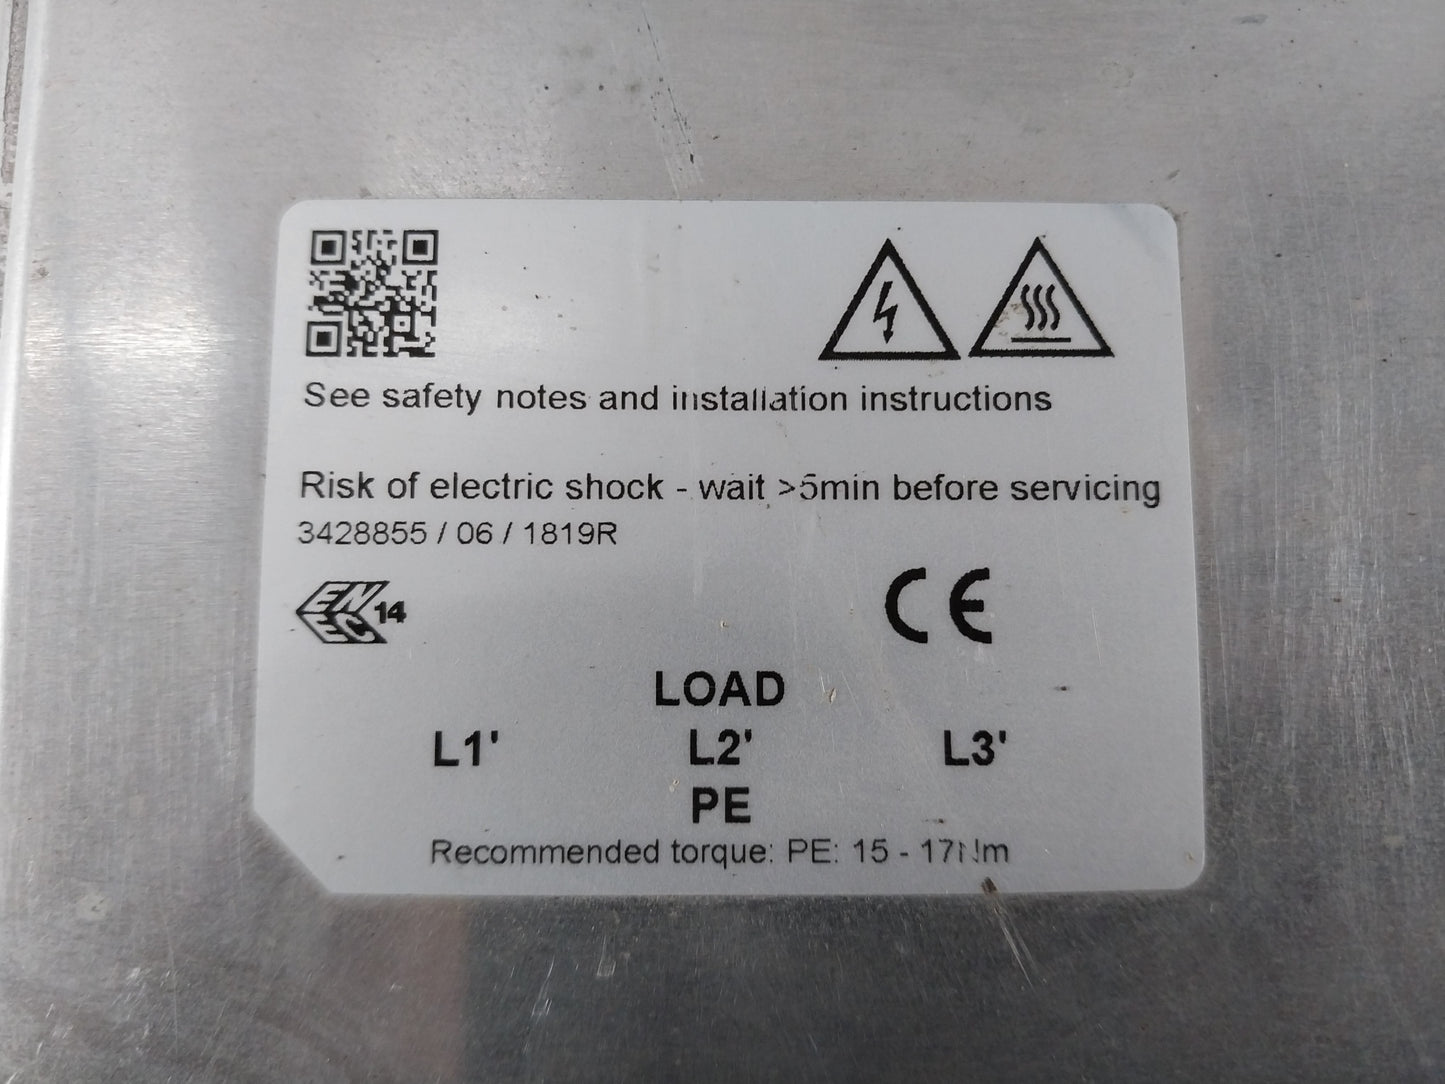 See safety notes and installation instructions
Risk of electric shock - wait >5min before servicing
3428855 / 06 / 1819R
ENEC 14
CE
LOAD
L1' L2' L3'
PE
Recommended torque: PE: 15 - 17Nm